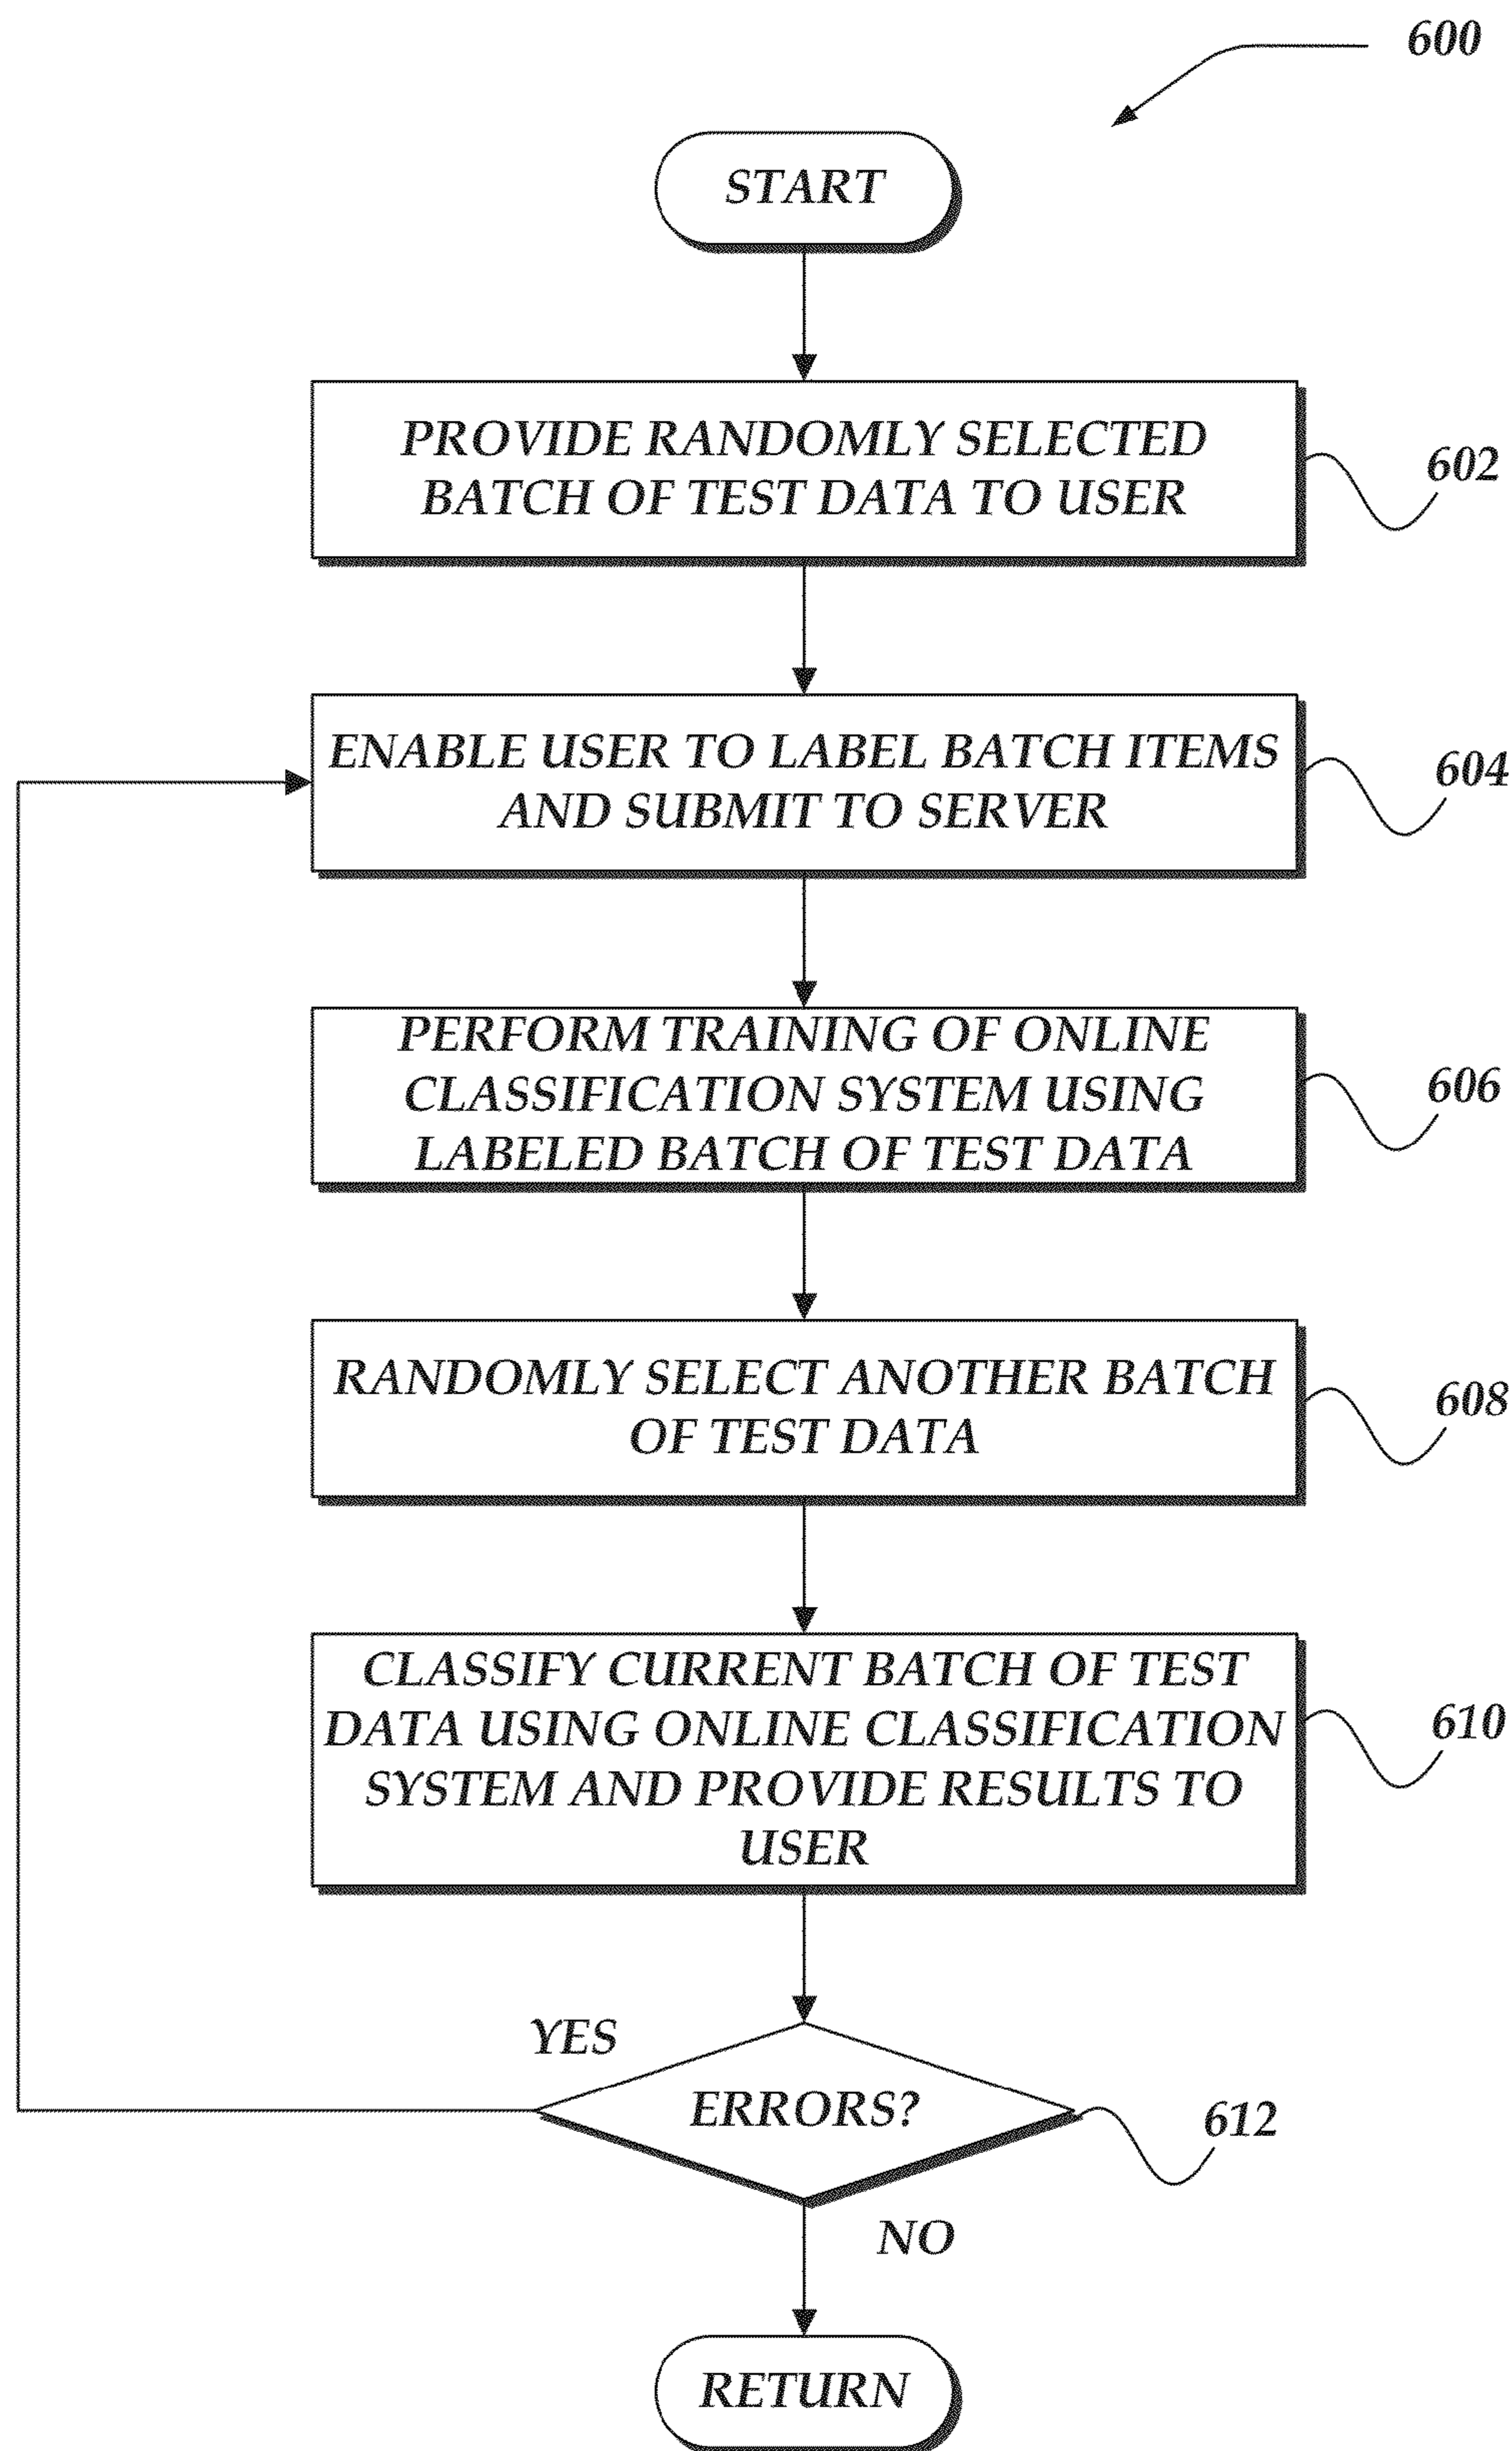 600
START
PROVIDE RANDOMLY SELECTED
BATCH OF TEST DATA TO USER
602
ENABLE USER TO LABEL BATCH ITEMS
AND SUBMIT TO SERVER
604
PERFORM TRAINING OF ONLINE
CLASSIFICATION SYSTEM USING
LABELED BATCH OF TEST DATA
606
RANDOMLY SELECT ANOTHER BATCH
OF TEST DATA
608
CLASSIFY CURRENT BATCH OF TEST
DATA USING ONLINE CLASSIFICATION
SYSTEM AND PROVIDE RESULTS TO
USER
610
YES
ERRORS?
612
NO
RETURN